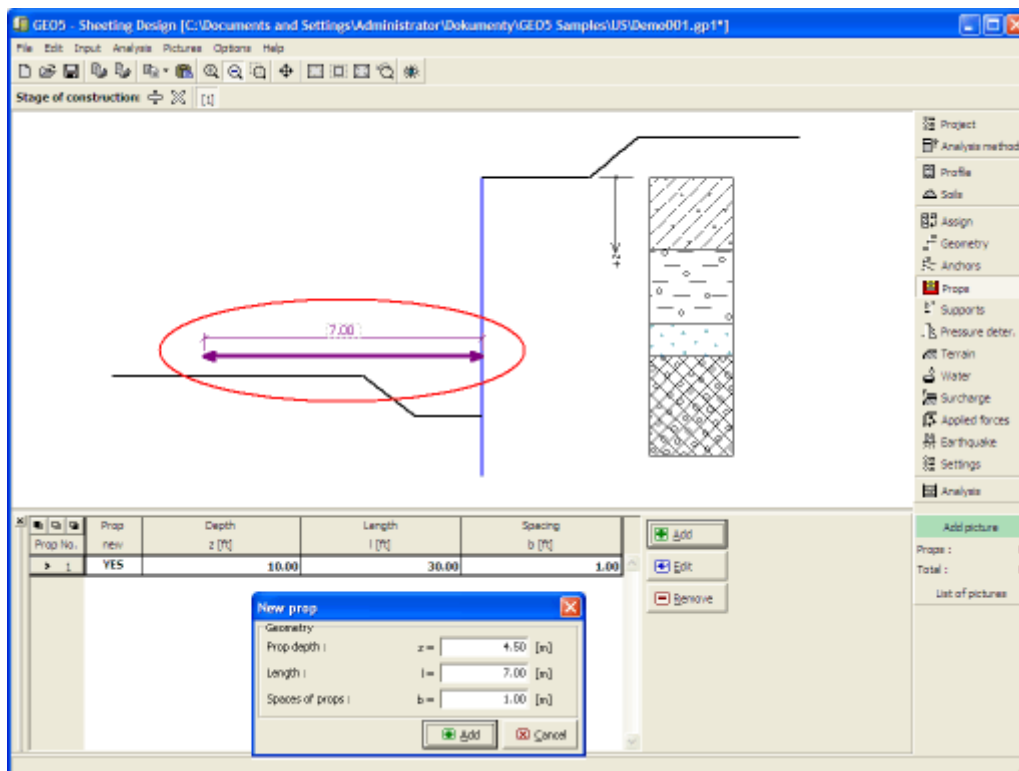 GEO5 - Sheeting Design [C:\Documents and Settings\Administrator\Dokumenty\GEO5 Samples\US\Demo001.gp1*]
File Edit Input Analysis Pictures Options Help
Stage of construction: [1]
Project
Analysis method
Profile
Soils
Assign
Geometry
Anchors
Props
Supports
Pressure deter.
Terrain
Water
Surcharge
Applied forces
Earthquake
Settings
Analysis
+z
7.00
Prop No. Prop new Depth z [ft] Length l [ft] Spacing b [ft]
> 1 YES 10.00 30.00 1.00
Add
Edit
Remove
Add picture
Props :
Total :
List of pictures
New prop
Geometry
Prop depth : z = 4.50 [m]
Length : l = 7.00 [m]
Spaces of props : b = 1.00 [m]
Add Cancel